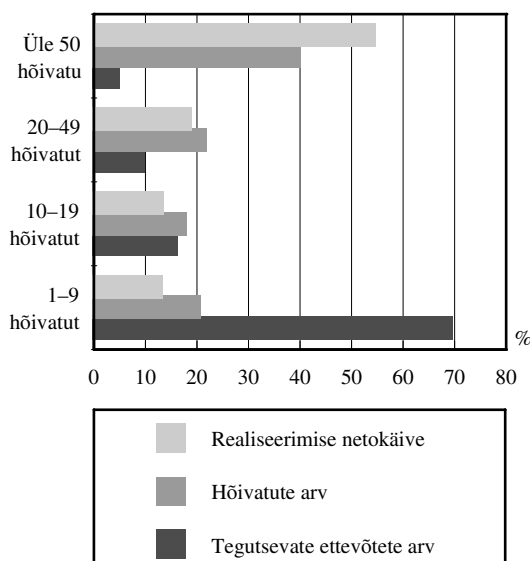 Üle 50
hõivatu
20–49
hõivatut
10–19
hõivatut
1–9
hõivatut
%
0 10 20 30 40 50 60 70 80
Realiseerimise netokäive
Hõivatute arv
Tegutsevate ettevõtete arv